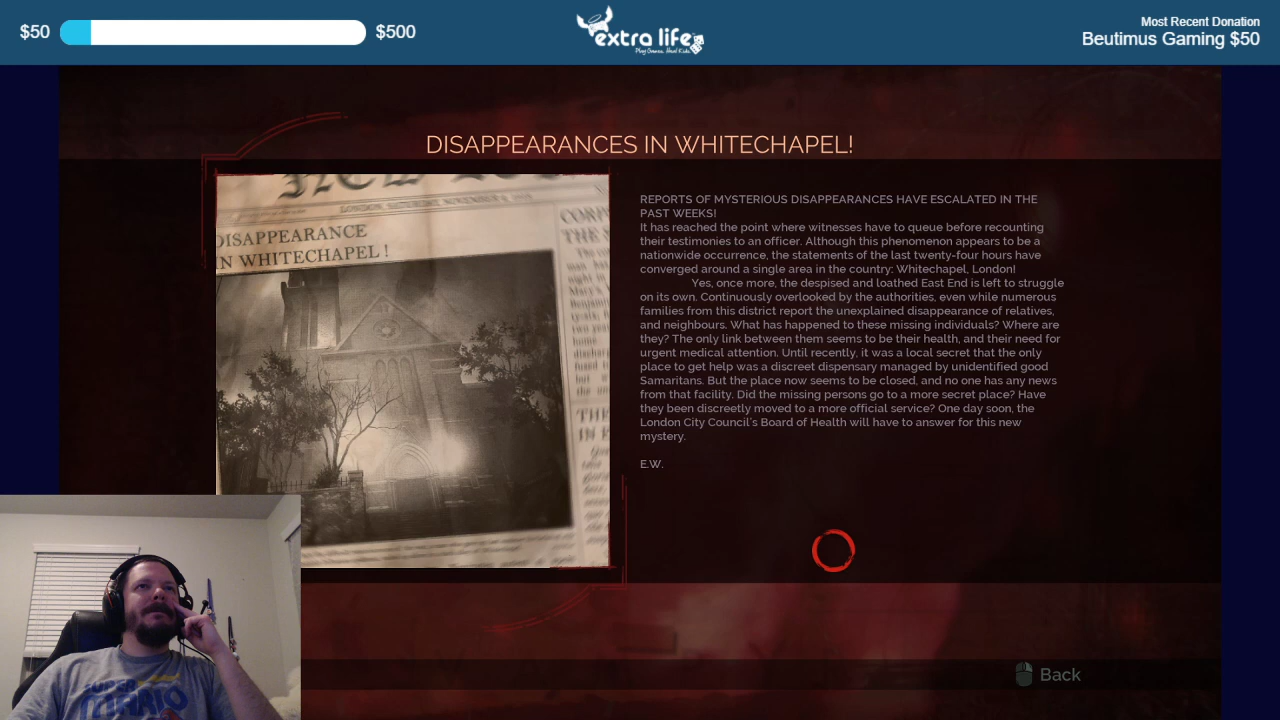 $50
$500
extra life
Play Games. Heal Kids.
Most Recent Donation
Beutimus Gaming $50
DISAPPEARANCES IN WHITECHAPEL!
DISAPPEARANCE
IN WHITECHAPEL !
REPORTS OF MYSTERIOUS DISAPPEARANCES HAVE ESCALATED IN THE
PAST WEEKS!
It has reached the point where witnesses have to queue before recounting
their testimonies to an officer. Although this phenomenon appears to be a
nationwide occurrence, the statements of the last twenty-four hours have
converged around a single area in the country: Whitechapel, London!
Yes, once more, the despised and loathed East End is left to struggle
on its own. Continuously overlooked by the authorities, even while numerous
families from this district report the unexplained disappearance of relatives,
and neighbours. What has happened to these missing individuals? Where are
they? The only link between them seems to be their health, and their need for
urgent medical attention. Until recently, it was a local secret that the only
place to get help was a discreet dispensary managed by unidentified good
Samaritans. But the place now seems to be closed, and no one has any news
from that facility. Did the missing persons go to a more secret place? Have
they been discreetly moved to a more official service? One day soon, the
London City Council's Board of Health will have to answer for this new
mystery.
E.W.
SUPER
MARIO
Back